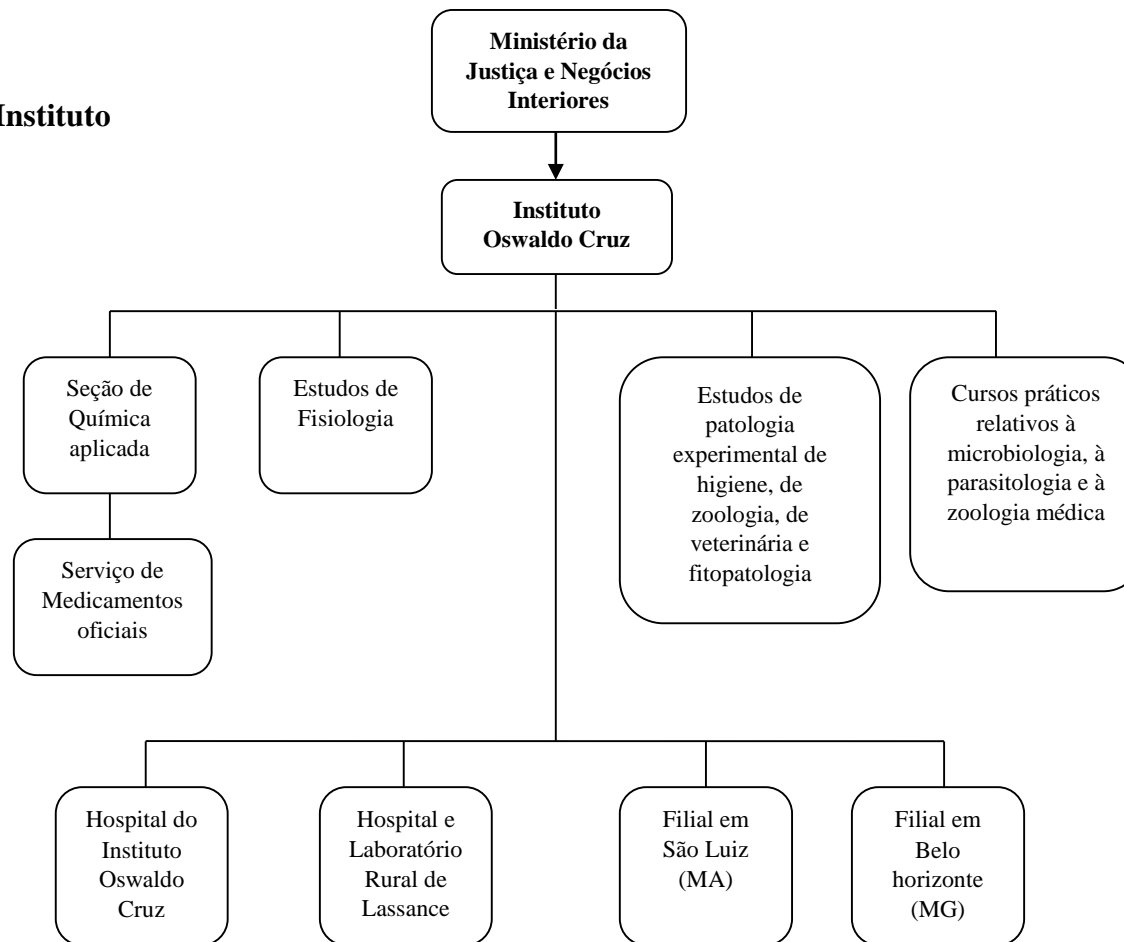 Ministério da
Justiça e Negócios
Interiores
Instituto
Instituto
Oswaldo Cruz
Seção de
Química
aplicada
Estudos de
Fisiologia
Estudos de
patologia
experimental de
higiene, de
zoologia, de
veterinária e
fitopatologia
Cursos práticos
relativos à
microbiologia, à
parasitologia e à
zoologia médica
Serviço de
Medicamentos
oficiais
Hospital do
Instituto
Oswaldo
Cruz
Hospital e
Laboratório
Rural de
Lassance
Filial em
São Luiz
(MA)
Filial em
Belo
horizonte
(MG)